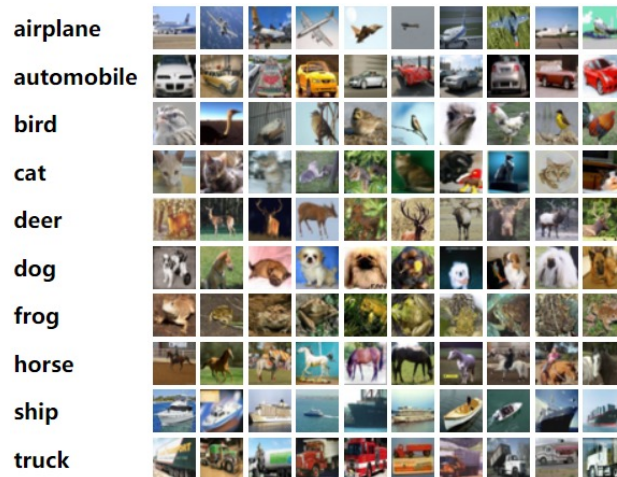 airplane
automobile
bird
cat
deer
dog
frog
horse
ship
truck